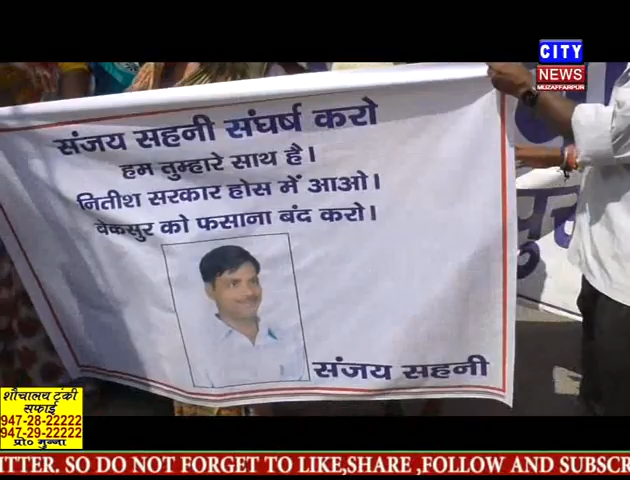 CITY
NEWS
MUZAFFARPUR
संजय सहनी संघर्ष करो
हम तुम्हारे साथ है।
नितीश सरकार होस में आओ।
बेकसुर को फसाना बंद करो।
संजय सहनी
शौचालय टंकी
सफाई
947-28-22222
947-29-22222
प्रो० मुन्ना
ITTER. SO DO NOT FORGET TO LIKE,SHARE ,FOLLOW AND SUBSCR